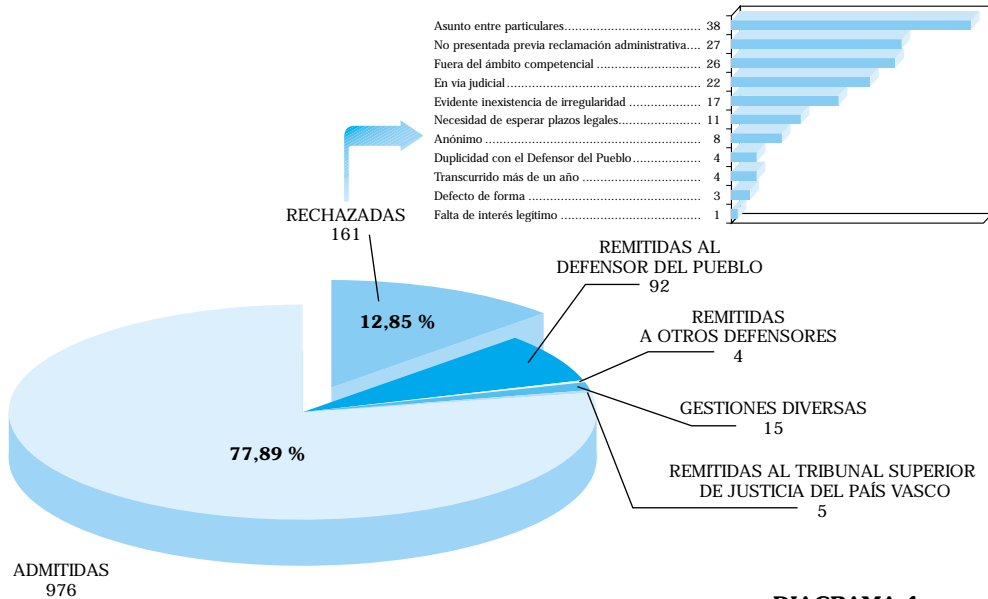 Asunto entre particulares................................... 38
No presentada previa reclamación administrativa.... 27
Fuera del ámbito competencial ........................... 26
En vía judicial.................................................. 22
Evidente inexistencia de irregularidad .................. 17
Necesidad de esperar plazos legales..................... 11
Anónimo ........................................................ 8
Duplicidad con el Defensor del Pueblo................. 4
Transcurrido más de un año .............................. 4
Defecto de forma ............................................. 3
Falta de interés legítimo .................................... 1
RECHAZADAS
161
REMITIDAS AL
DEFENSOR DEL PUEBLO
92
12,85 %
REMITIDAS
A OTROS DEFENSORES
4
GESTIONES DIVERSAS
15
77,89 %
REMITIDAS AL TRIBUNAL SUPERIOR
DE JUSTICIA DEL PAÍS VASCO
5
ADMITIDAS
976